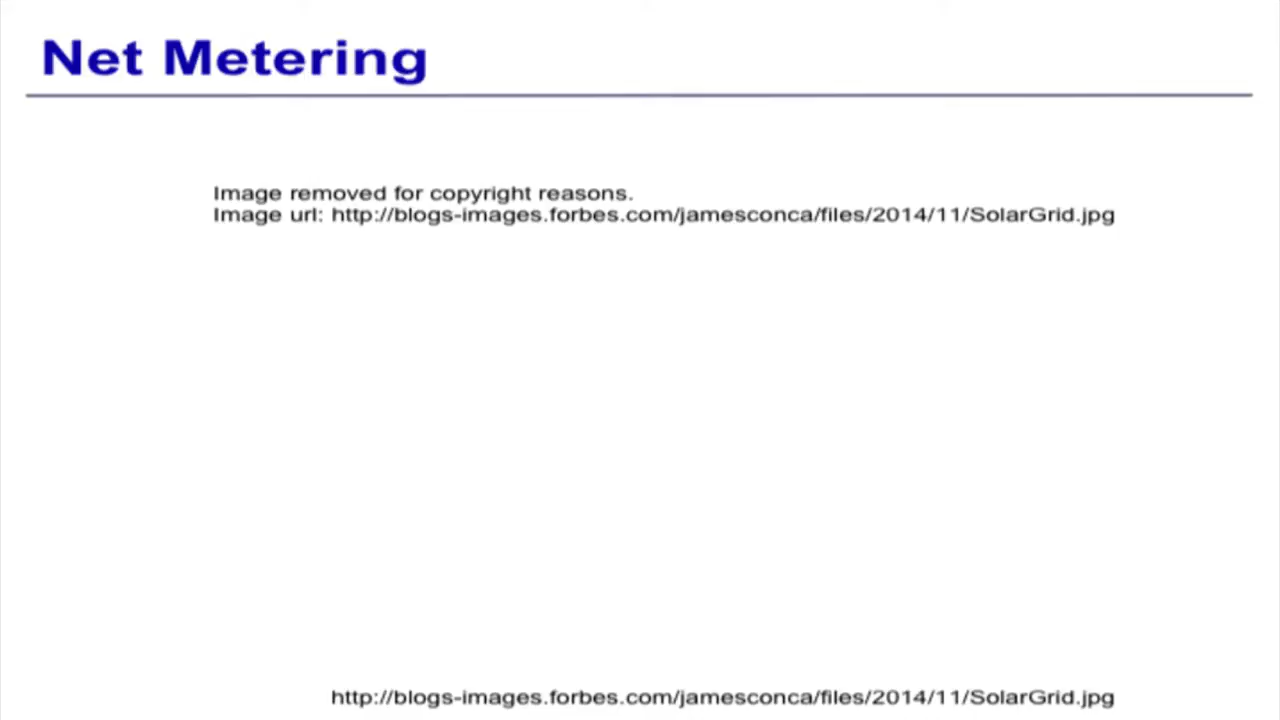 Net Metering
Image removed for copyright reasons.
Image url: http://blogs-images.forbes.com/jamesconca/files/2014/11/SolarGrid.jpg
http://blogs-images.forbes.com/jamesconca/files/2014/11/SolarGrid.jpg